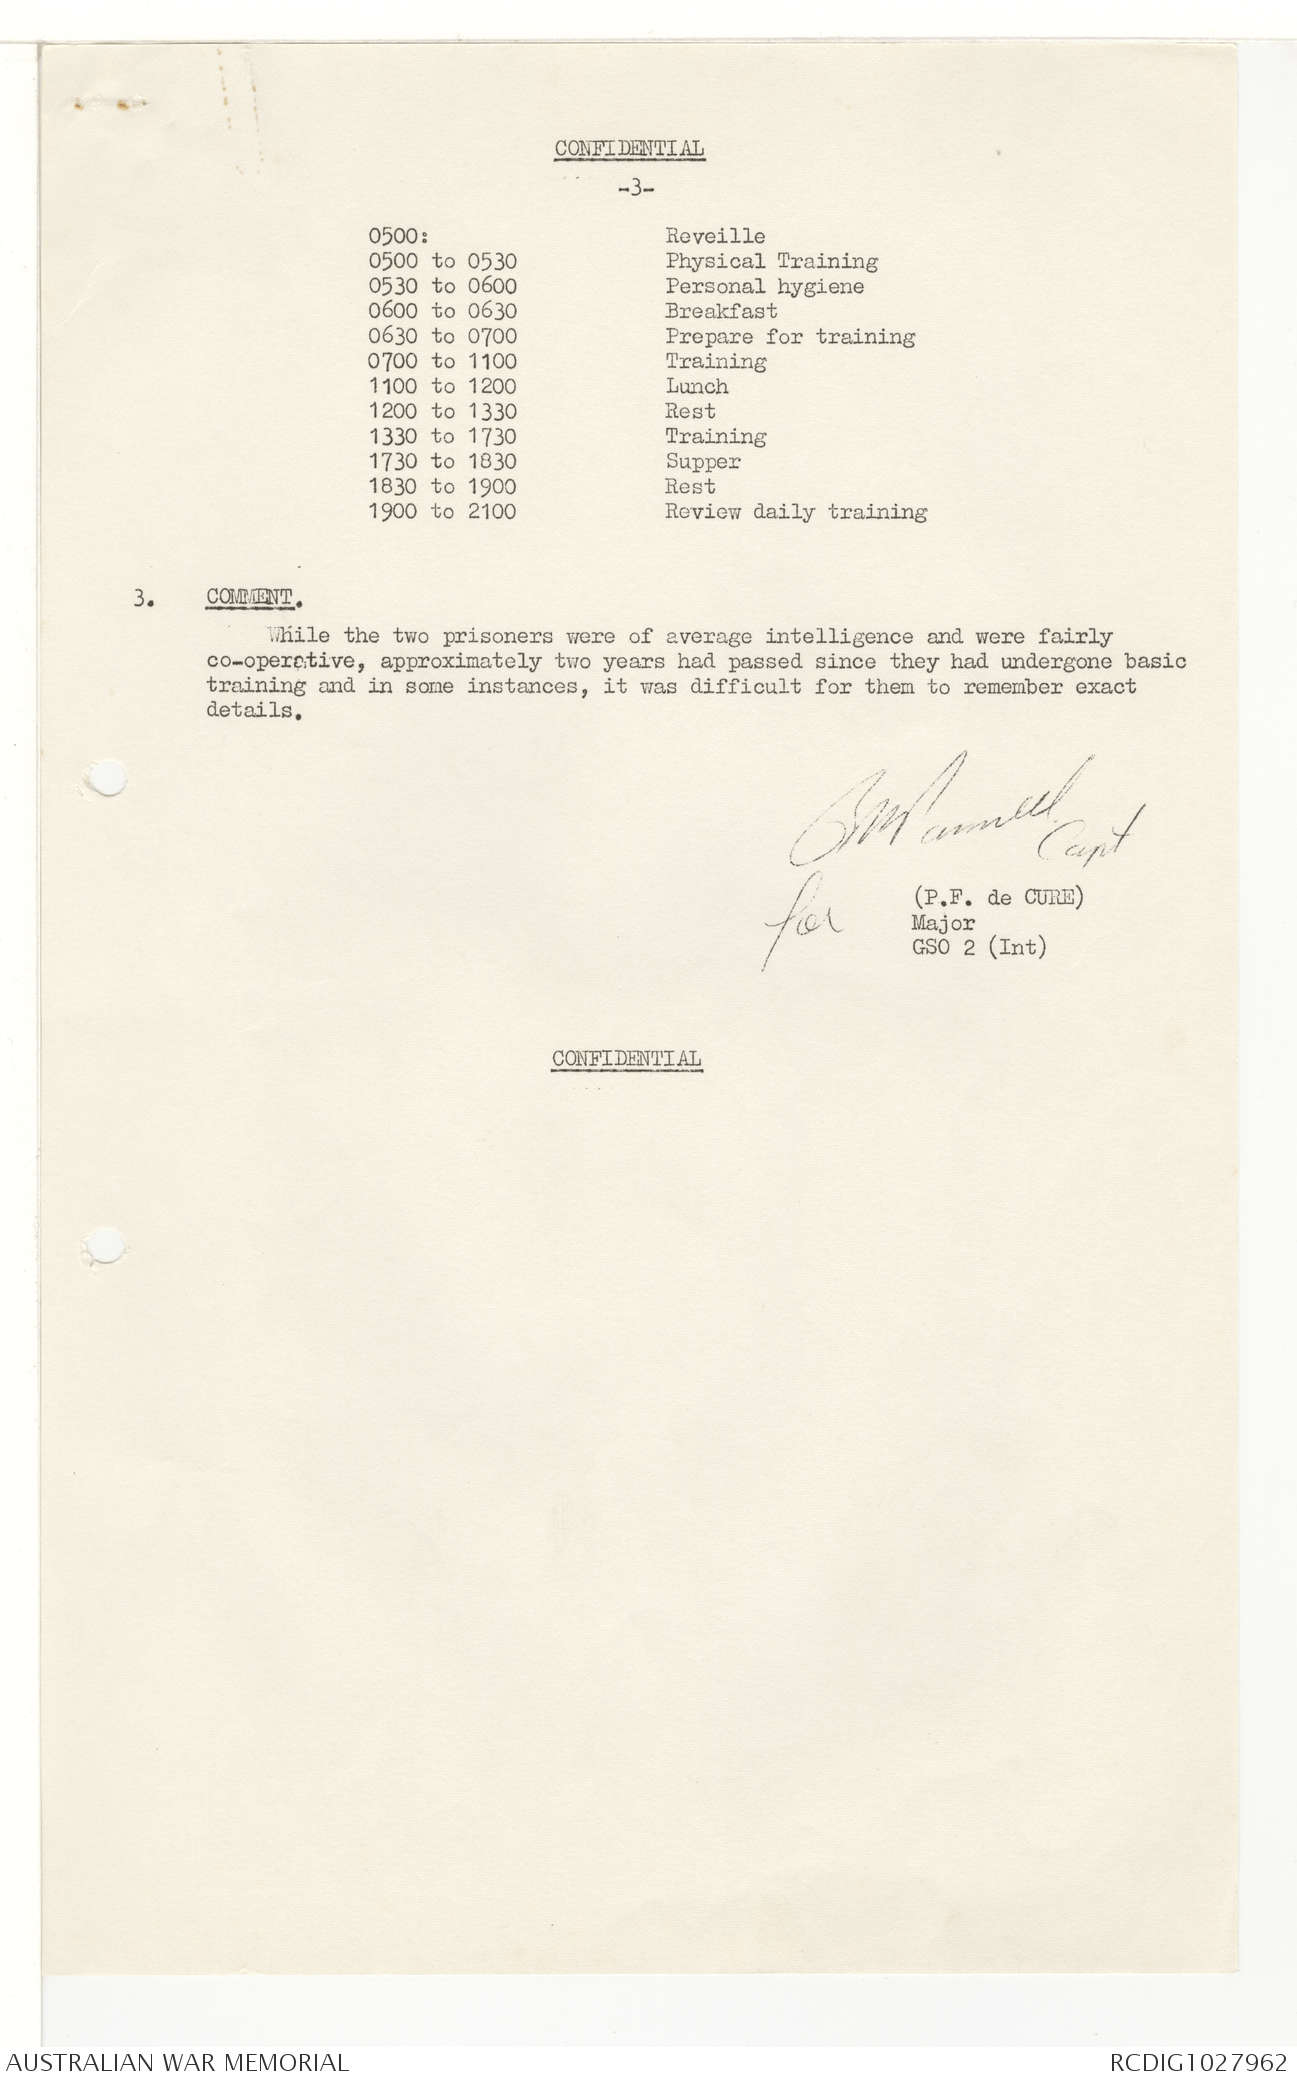 CONFIDENTIAL
-3-
0500: Reveille
0500 to 0530 Physical Training
0530 to 0600 Personal hygiene
0600 to 0630 Breakfast
0630 to 0700 Prepare for training
0700 to 1100 Training
1100 to 1200 Lunch
1200 to 1330 Rest
1330 to 1730 Training
1730 to 1830 Supper
1830 to 1900 Rest
1900 to 2100 Review daily training
3. COMMENT.
While the two prisoners were of average intelligence and were fairly
co-operative, approximately two years had passed since they had undergone basic
training and in some instances, it was difficult for them to remember exact
details.
Capt
for (P.F. de CURE)
Major
GSO 2 (Int)
CONFIDENTIAL
AUSTRALIAN WAR MEMORIAL RCDIG1027962